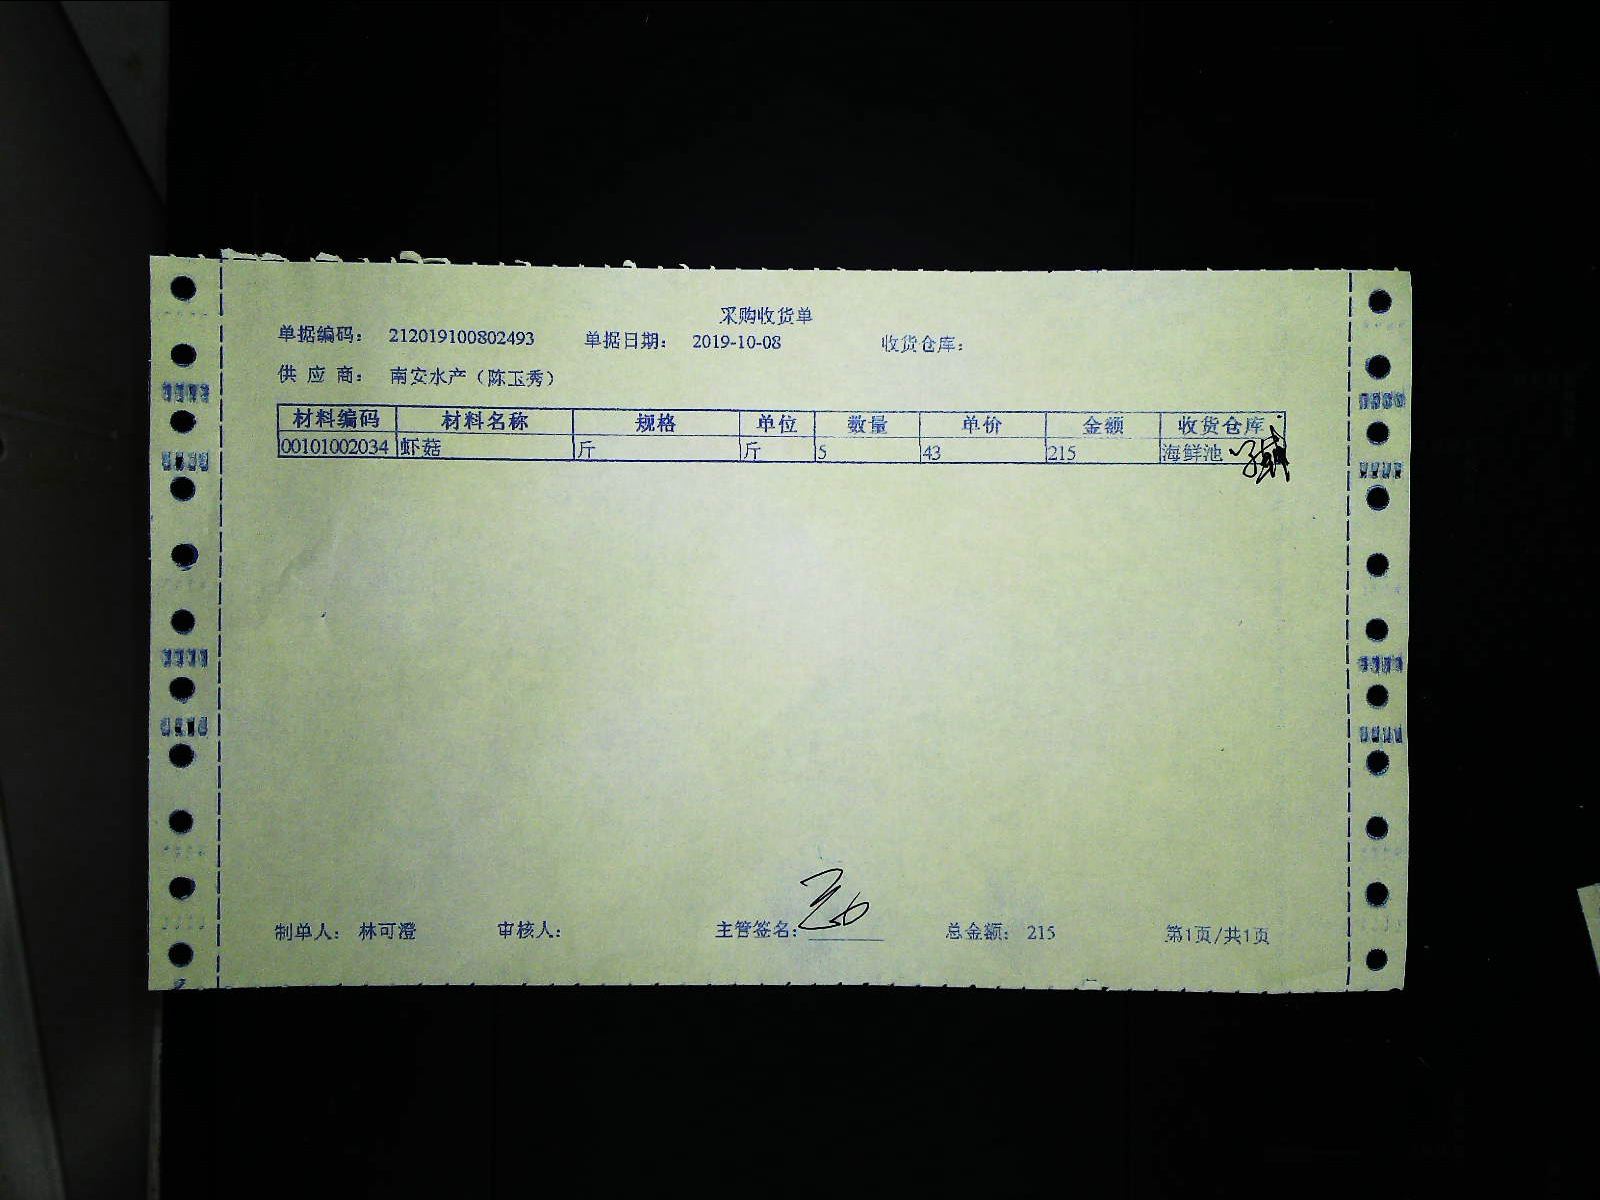 采购收货单
单据编码： 212019100802493 单据日期： 2019-10-08 收货仓库：
供 应 商： 南安水产（陈玉秀）
材料编码 材料名称 规格 单位 数量 单价 金额 收货仓库
00101002034 虾菇 斤 斤 5 43 215 海鲜池
制单人： 林可澄 审核人： 主管签名： 总金额： 215 第1页/共1页